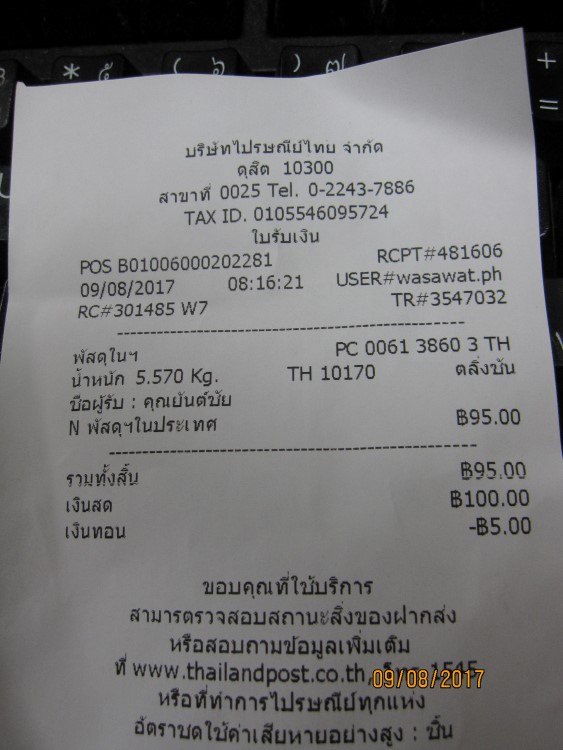 บริษัทไปรษณีย์ไทย จำกัด
ดุสิต 10300
สาขาที่ 0025 Tel. 0-2243-7886
TAX ID. 0105546095724
ใบรับเงิน
POS B01006000202281 RCPT#481606
09/08/2017 08:16:21 USER#wasawat.ph
RC#301485 W7 TR#3547032
พัสดุในฯ PC 0061 3860 3 TH
น้ำหนัก 5.570 Kg. TH 10170 ตลิ่งชัน
ชื่อผู้รับ : คุณยันต์ชัย
N พัสดุฯในประเทศ ฿95.00
รวมทั้งสิ้น ฿95.00
เงินสด ฿100.00
เงินทอน -฿5.00
ขอบคุณที่ใช้บริการ
สามารตรวจสอบสถานะสิ่งของฝากส่ง
หรือสอบถามข้อมูลเพิ่มเติม
ที่ www.thailandpost.co.th, โทร 1545
09/08/2017
หรือที่ทำการไปรษณีย์ทุกแห่ง
อัตราชดใช้ค่าเสียหายอย่างสูง : ชิ้น